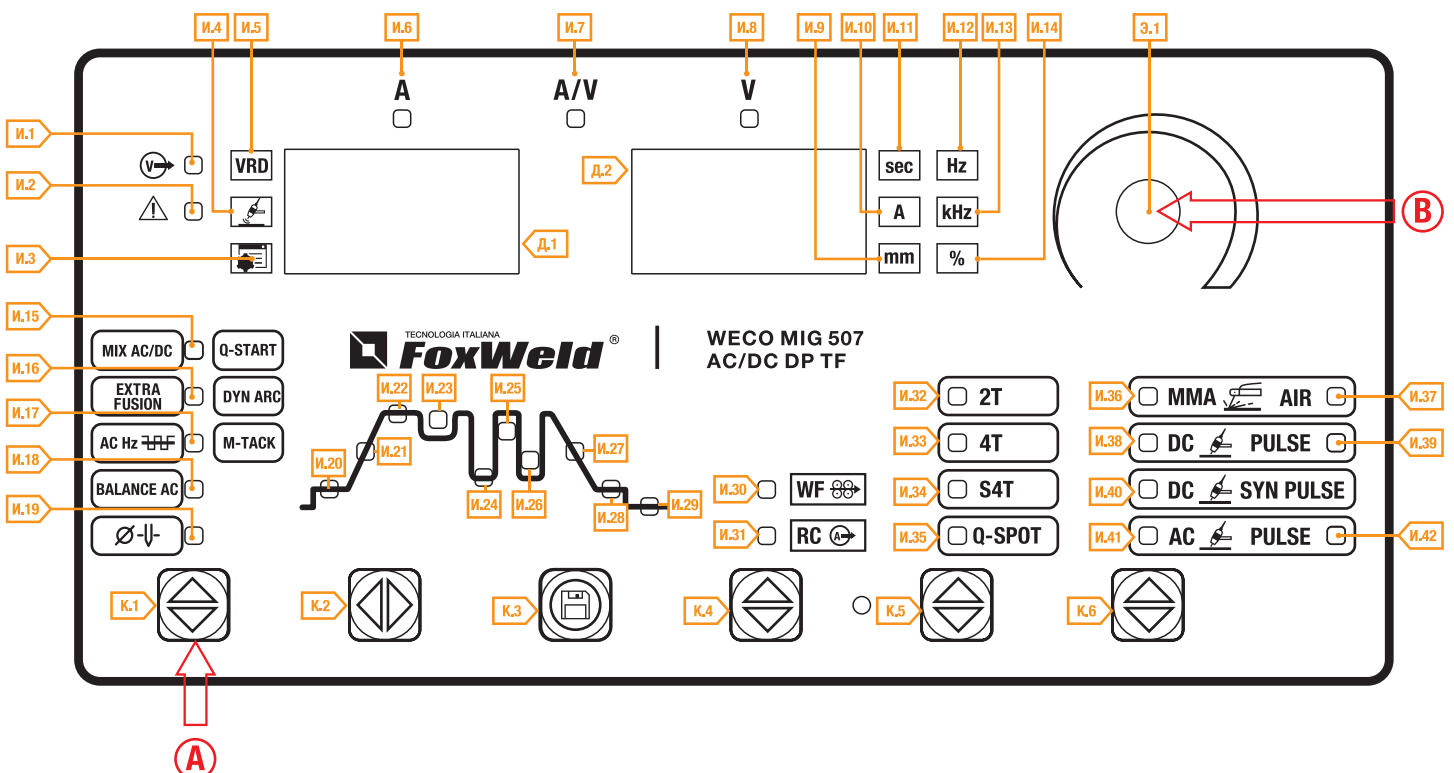 И.4 И.5 И.6 И.7 И.8 И.9 И.10 И.11 И.12 И.13 И.14 Э.1
A A/V V
И.1 V VRD Д.2 sec Hz
И.2 A kHz B
И.3 Д.1 mm %
И.15 MIX AC/DC Q-START
И.16 EXTRA FUSION DYN ARC
И.17 AC Hz M-TACK
И.18 BALANCE AC
И.19 Ø
TECNOLOGIA ITALIANA
FoxWeld ®
WECO MIG 507
AC/DC DP TF
И.20 И.21 И.22 И.23 И.24 И.25 И.26 И.27 И.28 И.29
И.30 WF
И.31 RC A
И.32 2T
И.33 4T
И.34 S4T
И.35 Q-SPOT
И.36 MMA AIR И.37
И.38 DC PULSE И.39
И.40 DC SYN PULSE
И.41 AC PULSE И.42
К.1 К.2 К.3 К.4 К.5 К.6
A